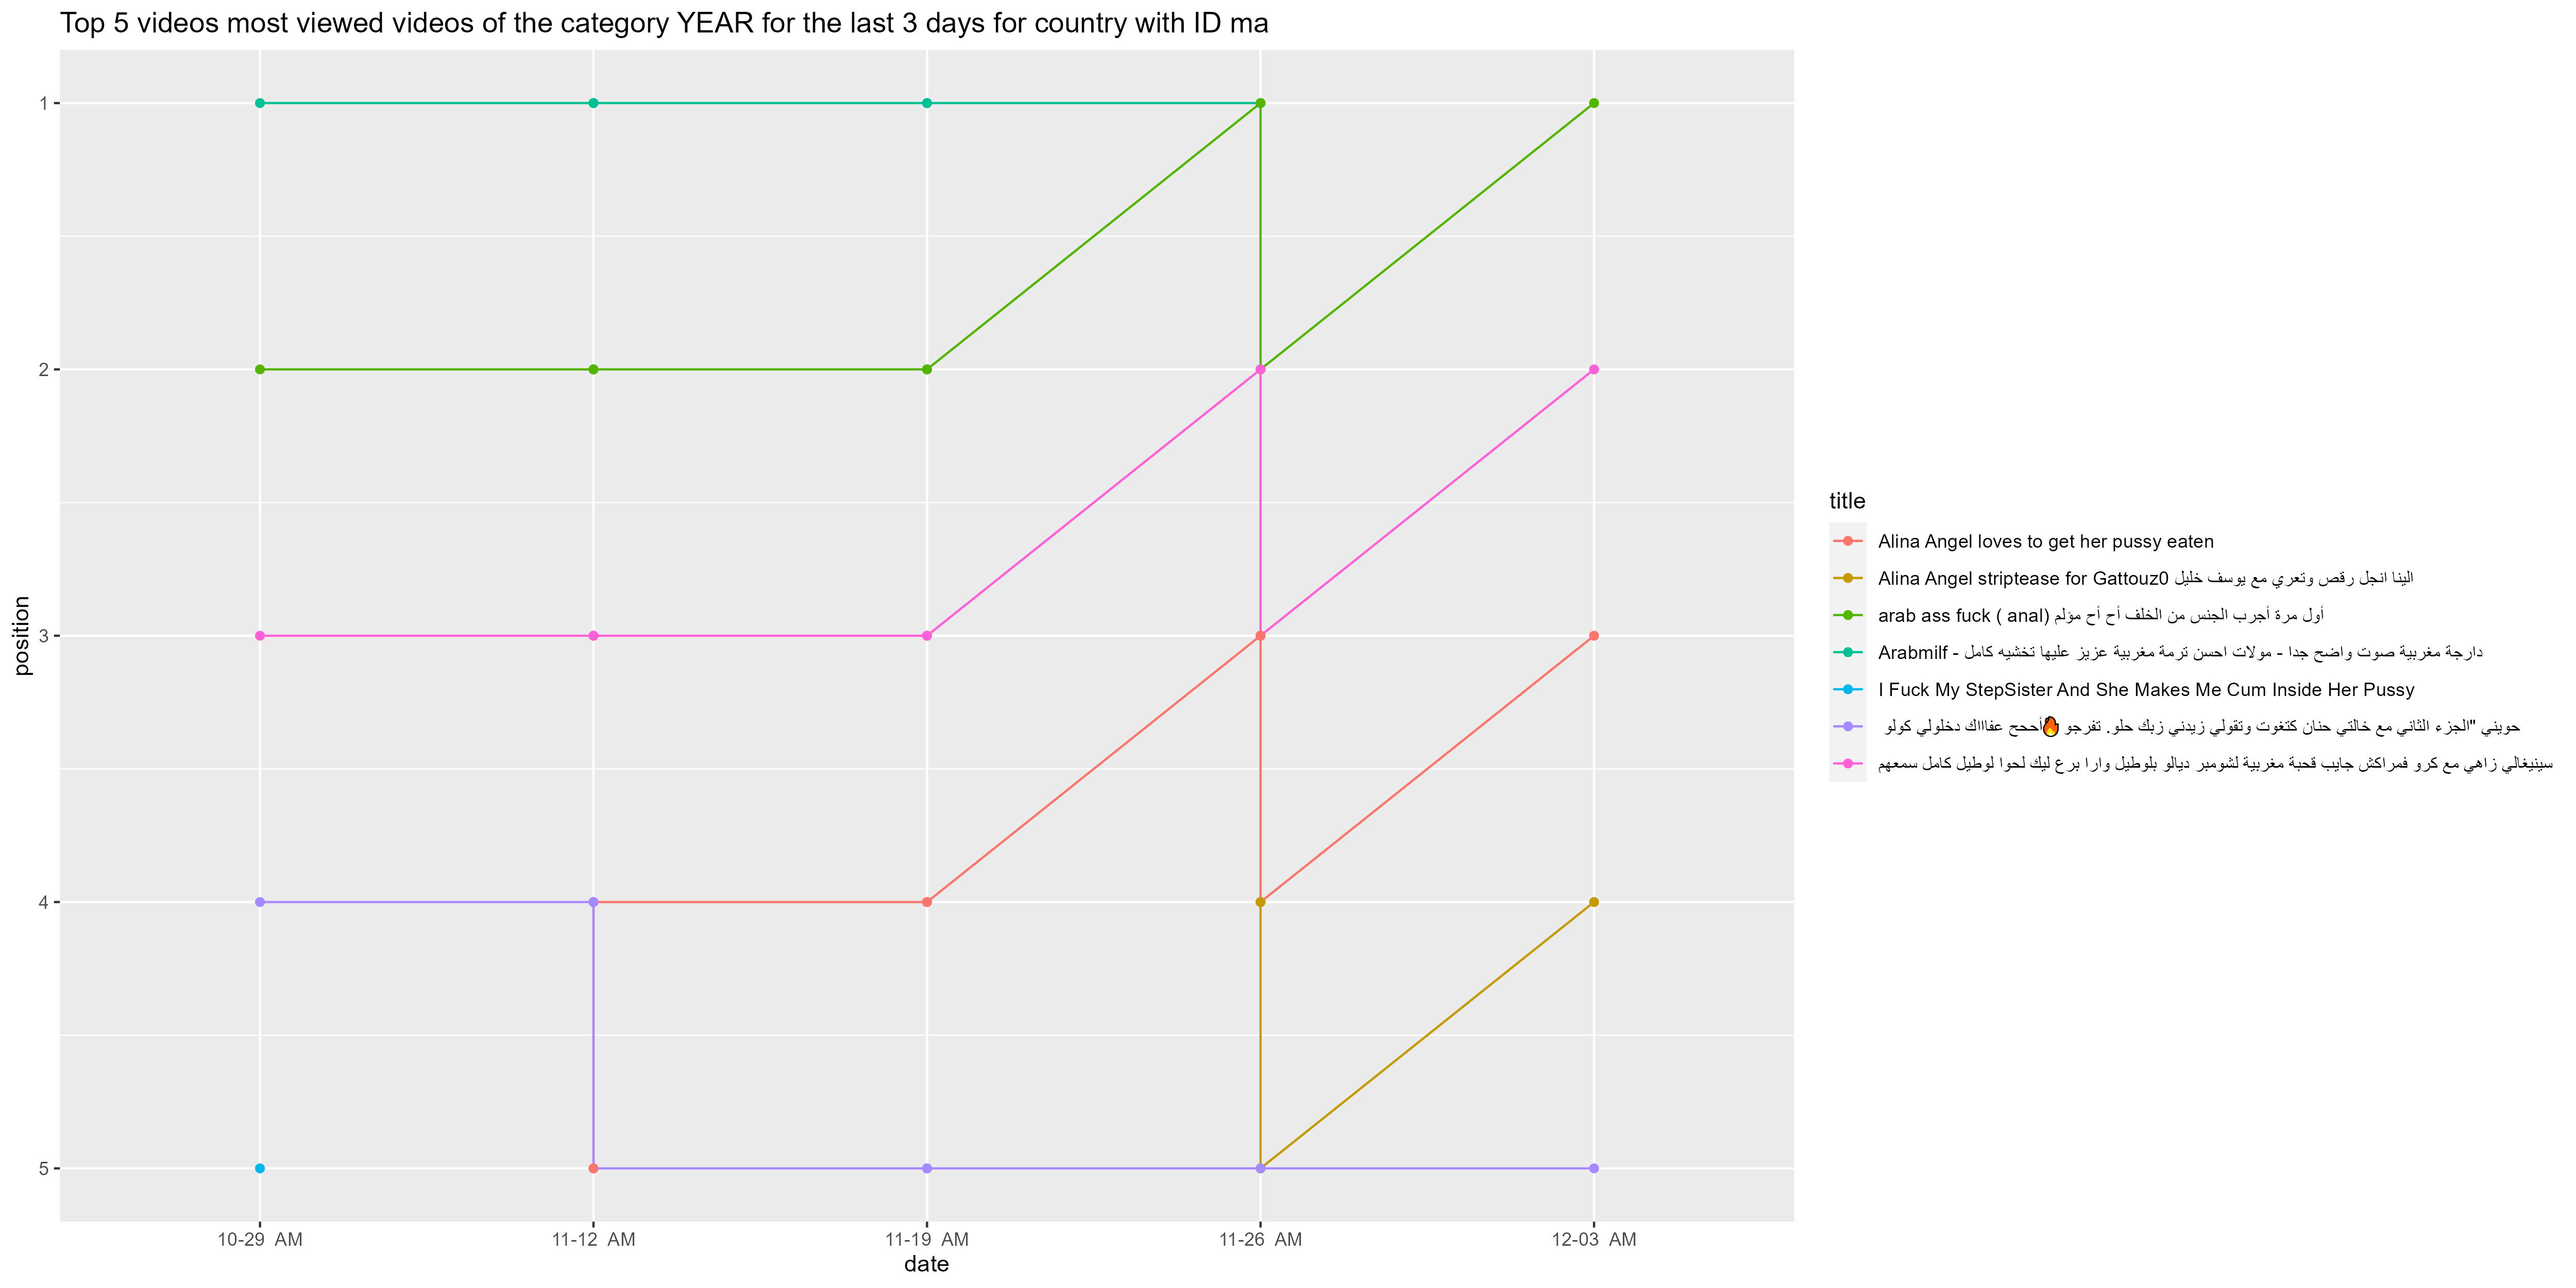 Top 5 videos most viewed videos of the category YEAR for the last 3 days for country with ID ma
position
1
2
3
4
5
10-29 AM
11-12 AM
11-19 AM
11-26 AM
12-03 AM
date
title
Alina Angel loves to get her pussy eaten
Alina Angel striptease for Gattouz0 الينا انجل رقص وتعري مع يوسف خليل
arab ass fuck ( anal) أول مرة أجرب الجنس من الخلف أح أح مؤلم
Arabmilf - دارجة مغربية صوت واضح جدا - مولات احسن ترمة مغربية عزيز عليها تخشيه كامل
I Fuck My StepSister And She Makes Me Cum Inside Her Pussy
حويني "الجزء الثاني مع خالتي حنان كتغوت وتقولي زيدني زبك حلو. تفرجو 🔥أححح عفاااك دخلولي كولو
سينيغالي زاهي مع كرو فمراكش جايب قحبة مغربية لشومبر ديالو بلوطيل وارا برع ليك لحوا لوطيل كامل سمعهم